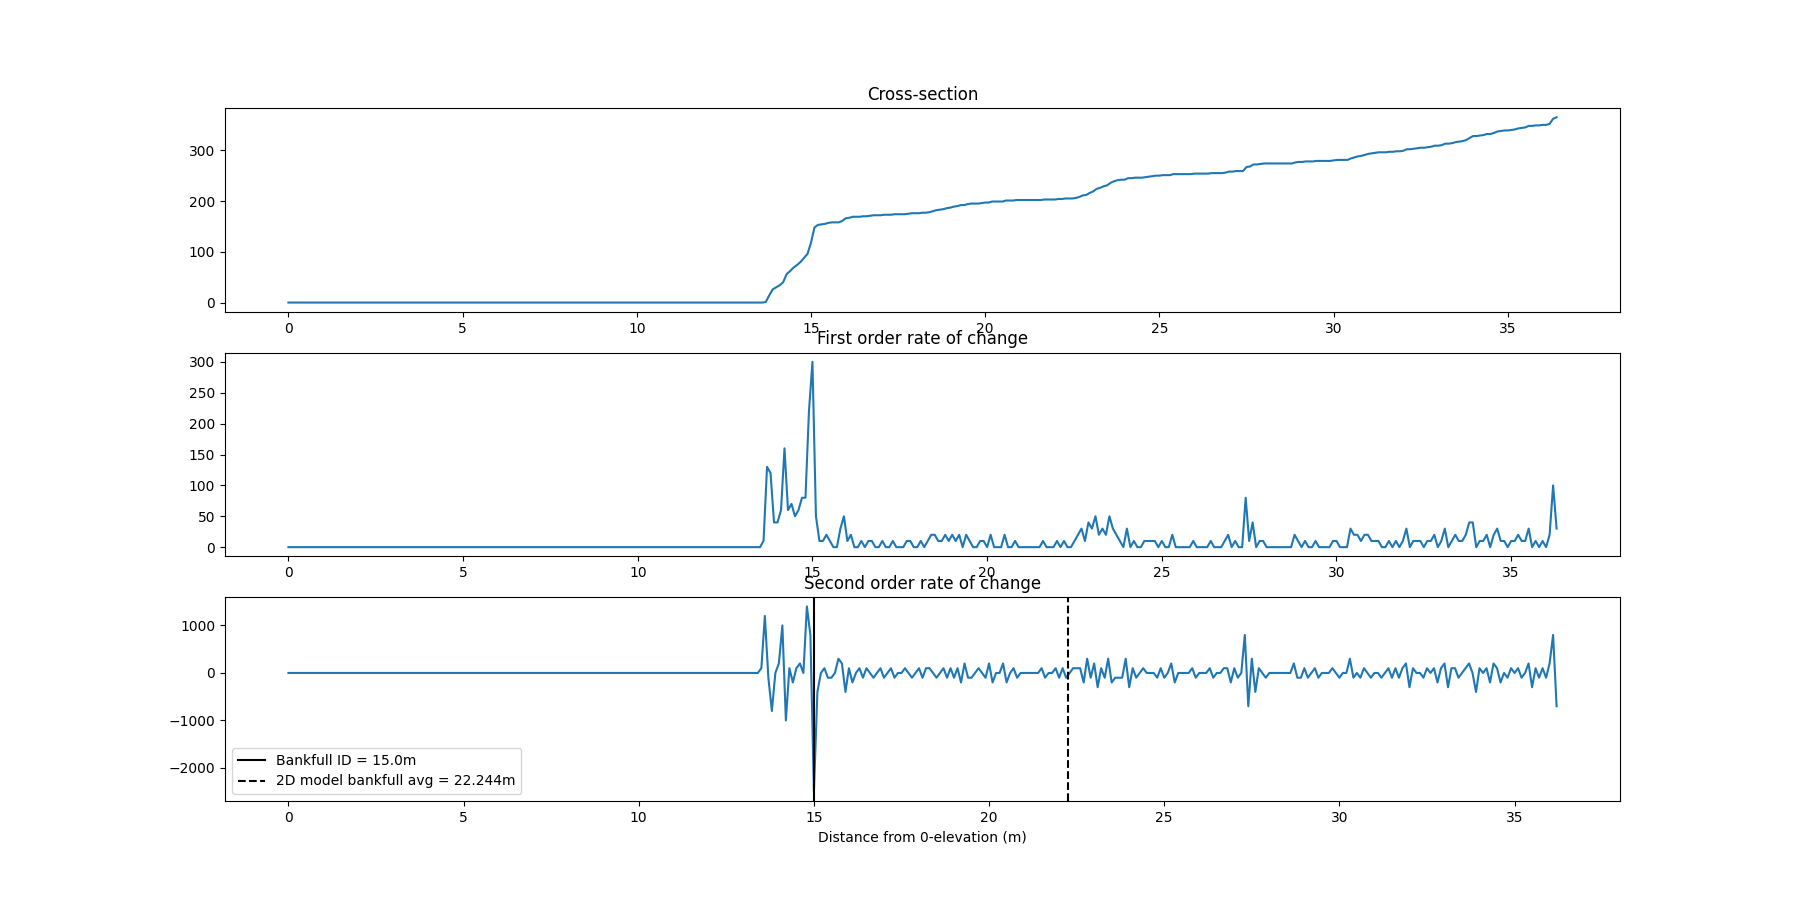 Cross-section
300
200
100
0
0 5 10 15 20 25 30 35
First order rate of change
300
250
200
150
100
50
0
0 5 10 15 20 25 30 35
Second order rate of change
1000
0
−1000
−2000
Bankfull ID = 15.0m
2D model bankfull avg = 22.244m
0 5 10 15 20 25 30 35
Distance from 0-elevation (m)